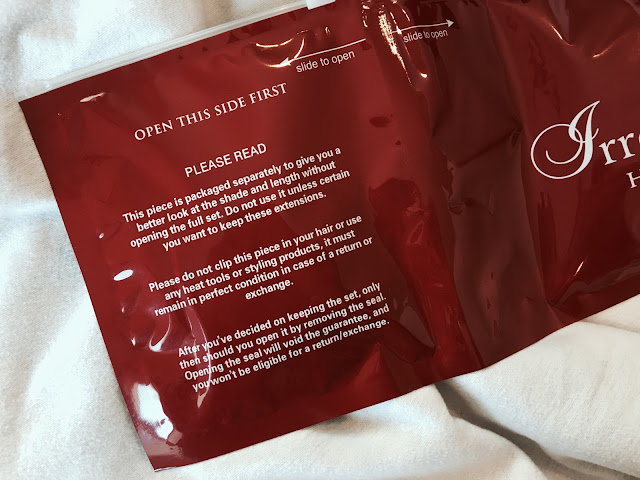 slide to open
slide to open
OPEN THIS SIDE FIRST
PLEASE READ
This piece is packaged separately to give you a
better look at the shade and length without
opening the full set. Do not use it unless certain
you want to keep these extensions.
Please do not clip this piece in your hair or use
any heat tools or styling products, it must
remain in perfect condition in case of a return or
exchange.
After you've decided on keeping the set, only
then should you open it by removing the seal.
Opening the seal will void the guarantee, and
you won't be eligible for a return/exchange.